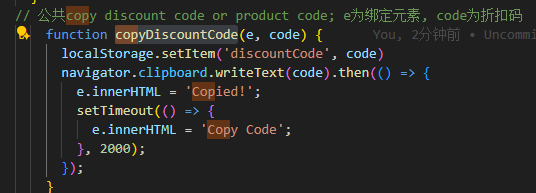 // 公共copy discount code or product code; e为绑定元素, code为折扣码
function copyDiscountCode(e, code) {    You, 2分钟前 • Uncommi
localStorage.setItem('discountCode', code)
navigator.clipboard.writeText(code).then(() => {
e.innerHTML = 'Copied!';
setTimeout(() => {
e.innerHTML = 'Copy Code';
}, 2000);
});
}